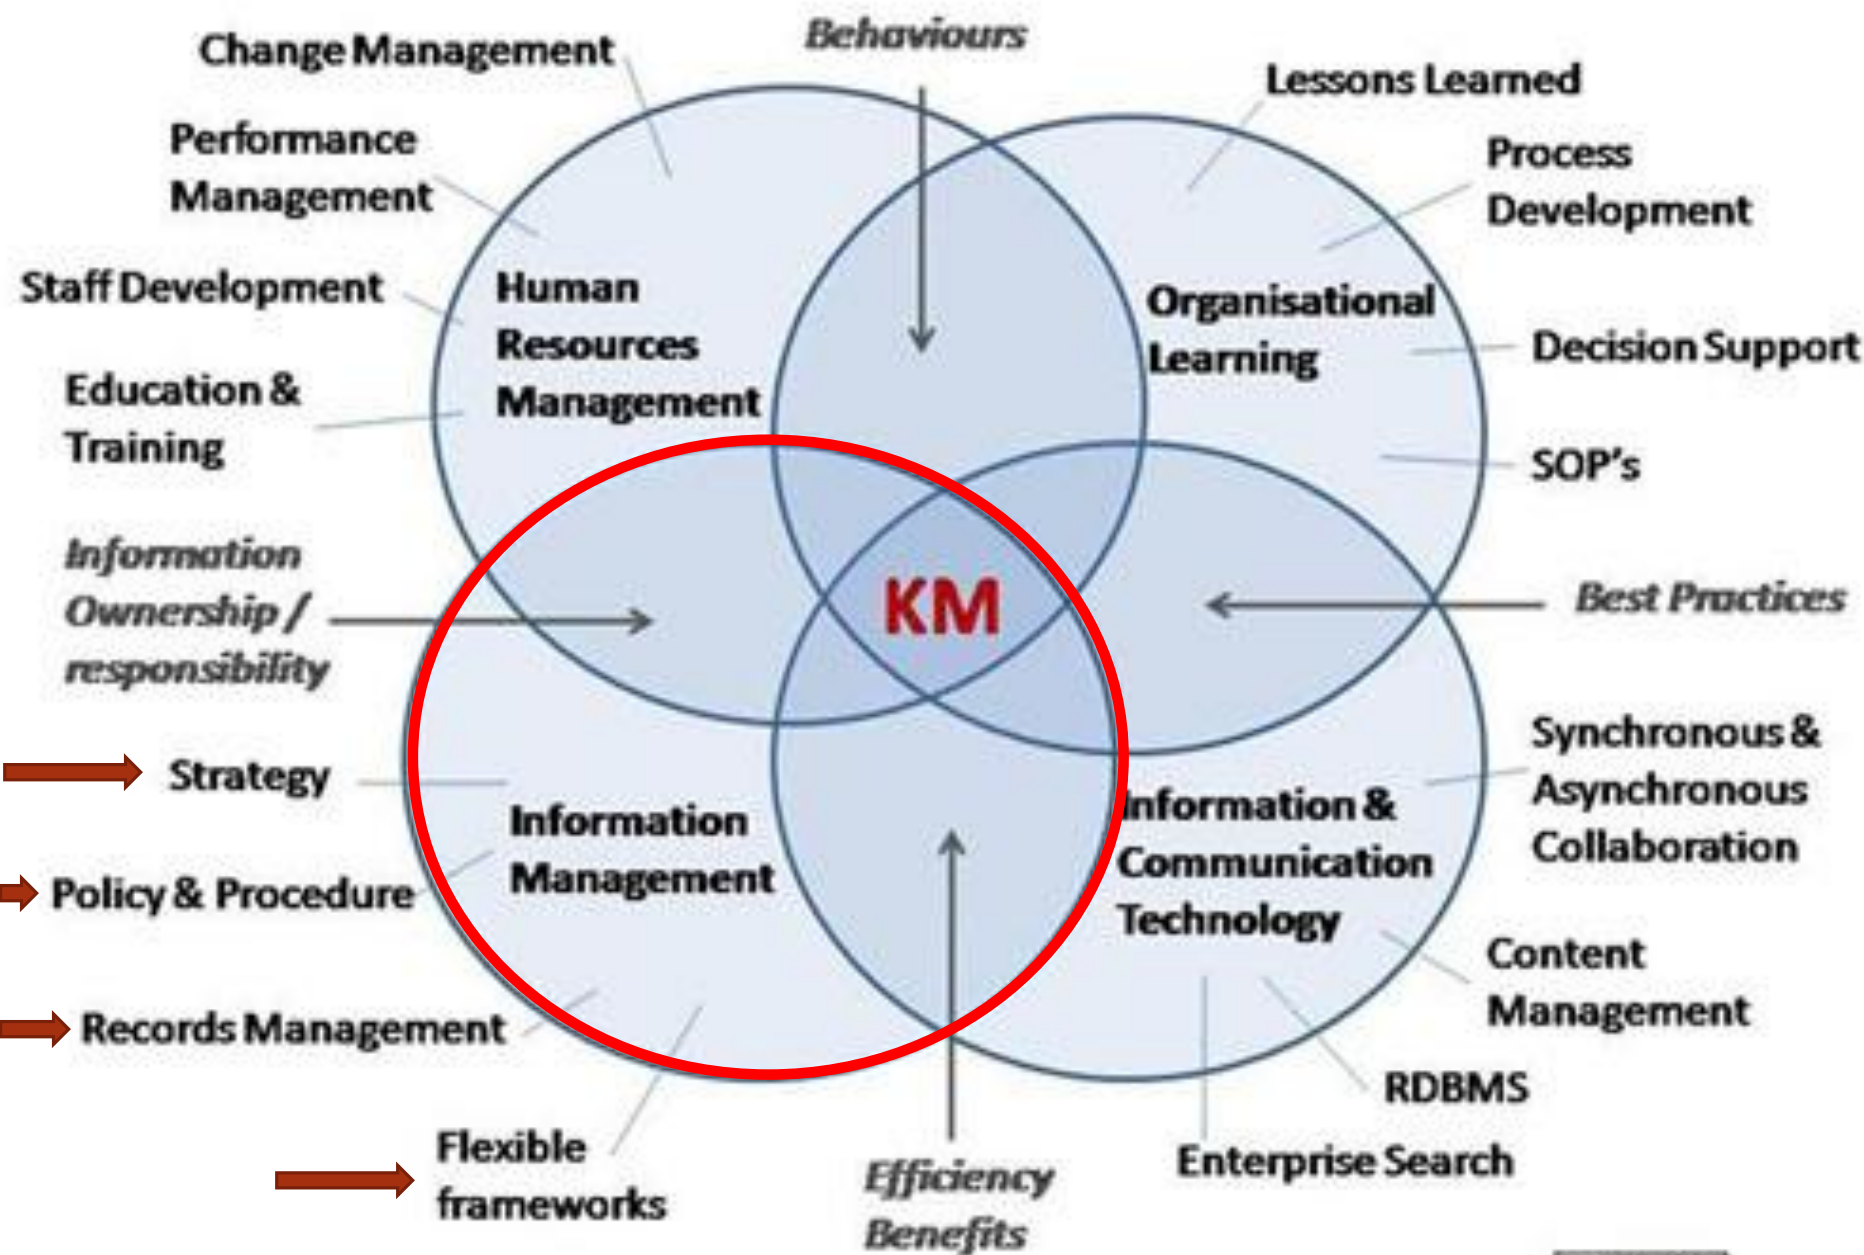 Behaviours
Change Management
Performance
Management
Staff Development
Education &
Training
Information
Ownership /
responsibility
Strategy
Policy & Procedure
Records Management
Flexible
frameworks
Human
Resources
Management
Organisational
Learning
KM
Information
Management
Information &
Communication
Technology
Lessons Learned
Process
Development
Decision Support
SOP's
Best Practices
Synchronous &
Asynchronous
Collaboration
Content
Management
RDBMS
Enterprise Search
Efficiency
Benefits